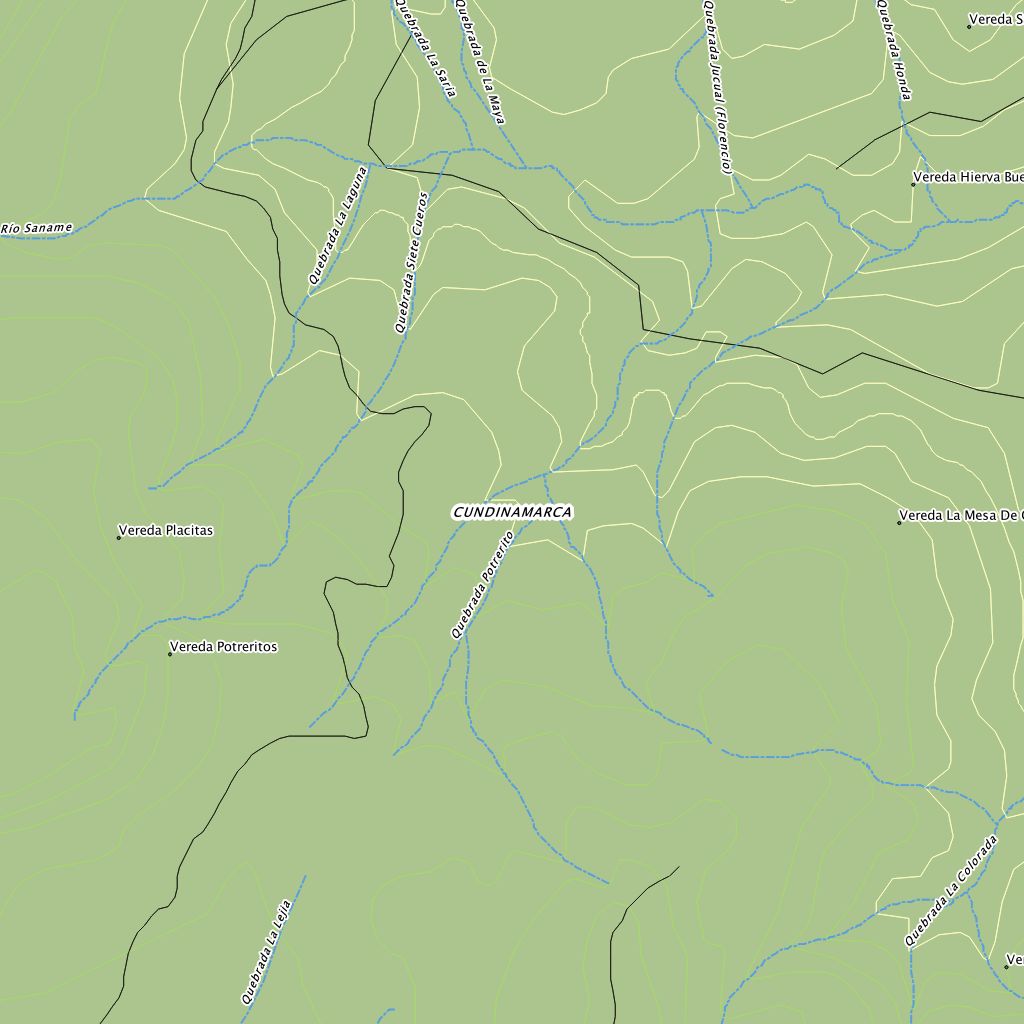 Quebrada La Saria
Quebrada de La Maya
Quebrada Jucual (Florencio)
Quebrada Honda
Vereda S
Vereda Hierva Bue
Río Saname
Quebrada La Laguna
Quebrada Siete Cueros
CUNDINAMARCA
Vereda La Mesa De
Vereda Placitas
Quebrada Potrerito
Vereda Potreritos
Quebrada La Colorada
Quebrada La Lejia
Ve